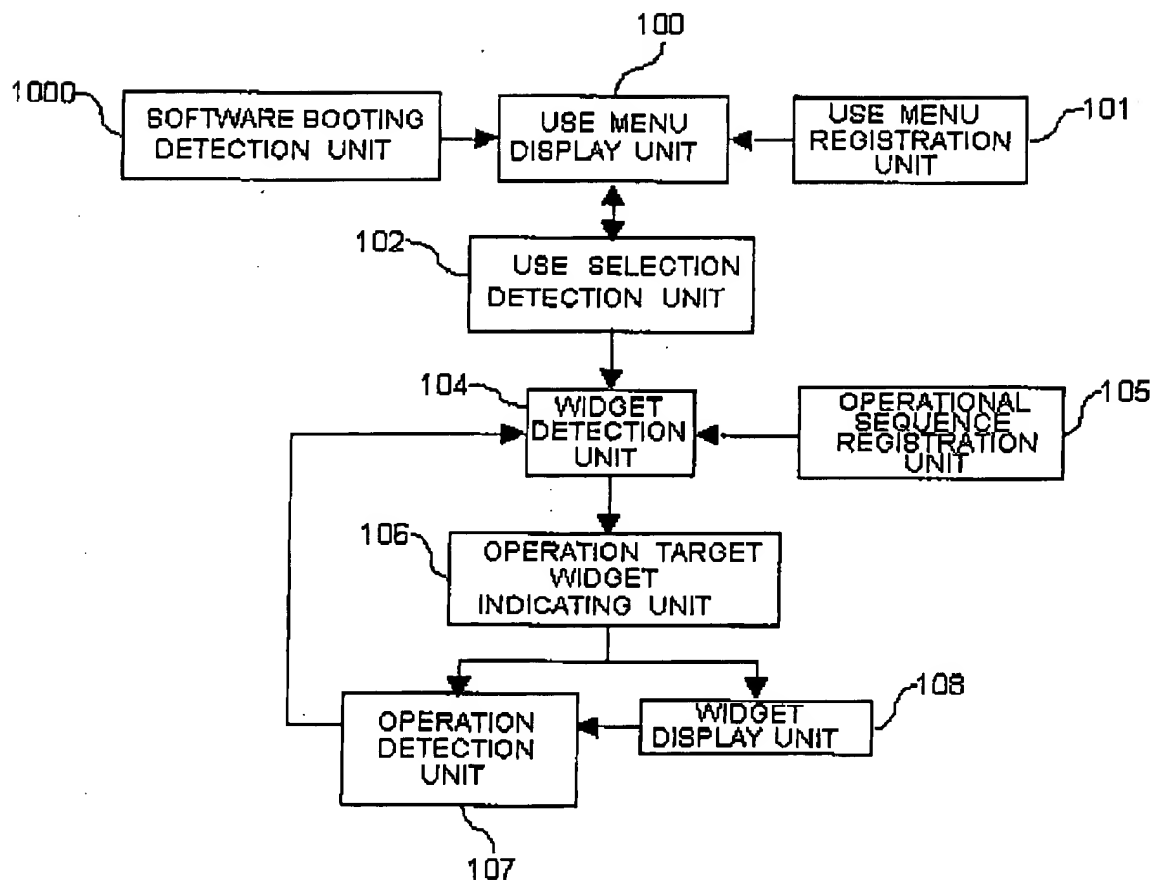 100
1000
SOFTWARE BOOTING
DETECTION UNIT
USE MENU
DISPLAY UNIT
USE MENU
REGISTRATION
UNIT
101
102
USE SELECTION
DETECTION UNIT
104
WIDGET
DETECTION
UNIT
OPERATIONAL
SEQUENCE
REGISTRATION
UNIT
105
106
OPERATION TARGET
WIDGET
INDICATING UNIT
OPERATION
DETECTION
UNIT
WIDGET
DISPLAY UNIT
108
107